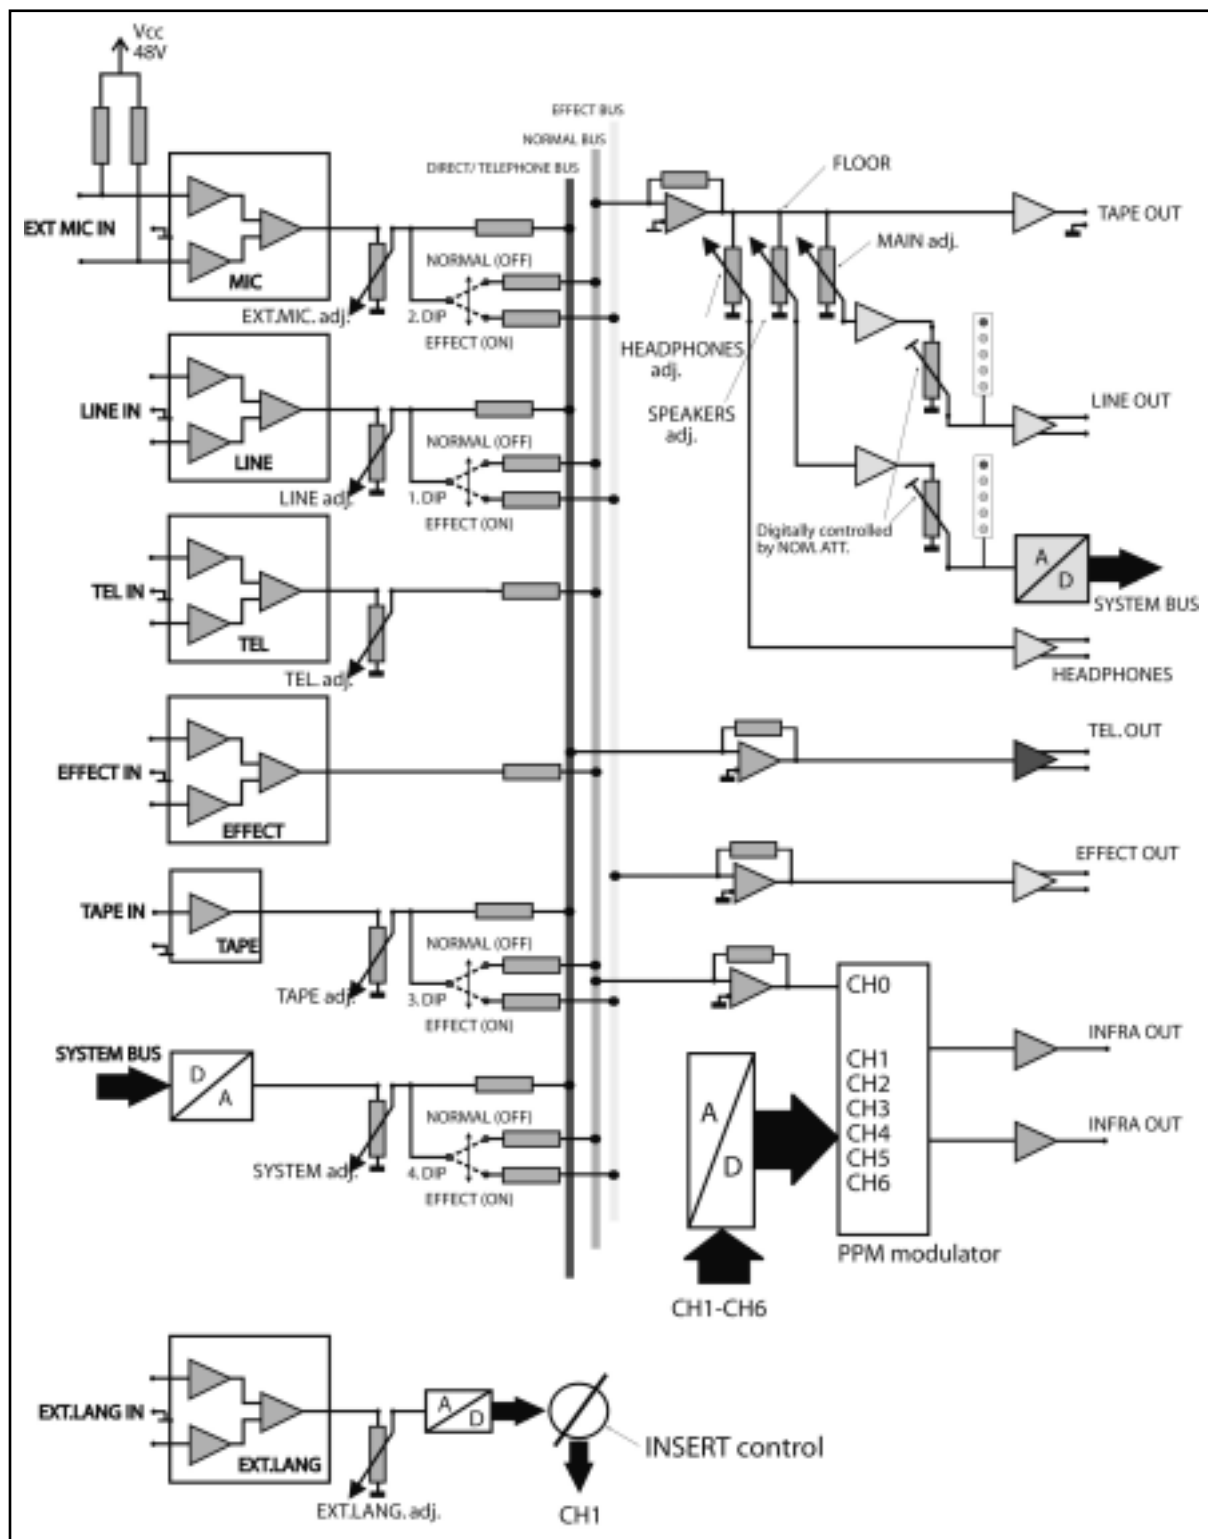 Vcc
48V
EXT MIC IN
MIC
EXT.MIC. adj.
NORMAL (OFF)
2. DIP
EFFECT (ON)
LINE IN
LINE
LINE adj.
NORMAL (OFF)
1. DIP
EFFECT (ON)
TEL IN
TEL
TEL. adj.
EFFECT IN
EFFECT
TAPE IN
TAPE
TAPE adj.
NORMAL (OFF)
3. DIP
EFFECT (ON)
SYSTEM BUS
D
A
SYSTEM adj.
NORMAL (OFF)
4. DIP
EFFECT (ON)
EFFECT BUS
NORMAL BUS
DIRECT/ TELEPHONE BUS
FLOOR
TAPE OUT
MAIN adj.
HEADPHONES
adj.
SPEAKERS
adj.
LINE OUT
Digitally controlled
by NOM. ATT.
A
D
SYSTEM BUS
HEADPHONES
TEL. OUT
EFFECT OUT
CH0
CH1
CH2
CH3
CH4
CH5
CH6
INFRA OUT
INFRA OUT
A
D
PPM modulator
CH1-CH6
EXT.LANG IN
EXT.LANG
EXT.LANG. adj.
A
D
INSERT control
CH1